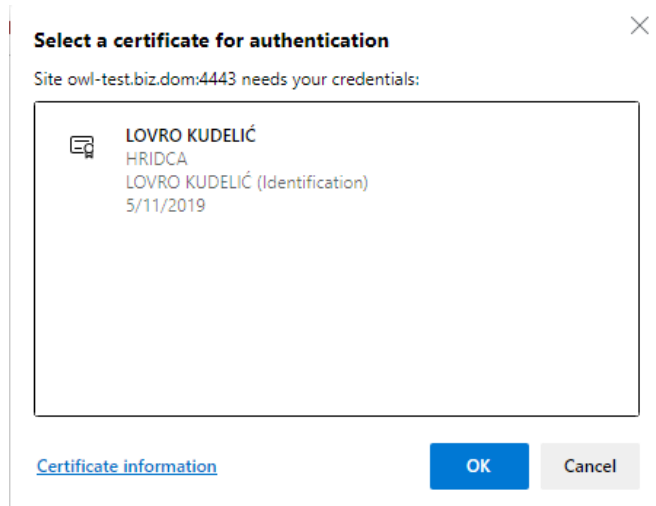 Select a certificate for authentication
Site owl-test.biz.dom:4443 needs your credentials:
LOVRO KUDELIĆ
HRIDCA
LOVRO KUDELIĆ (Identification)
5/11/2019
Certificate information
OK
Cancel